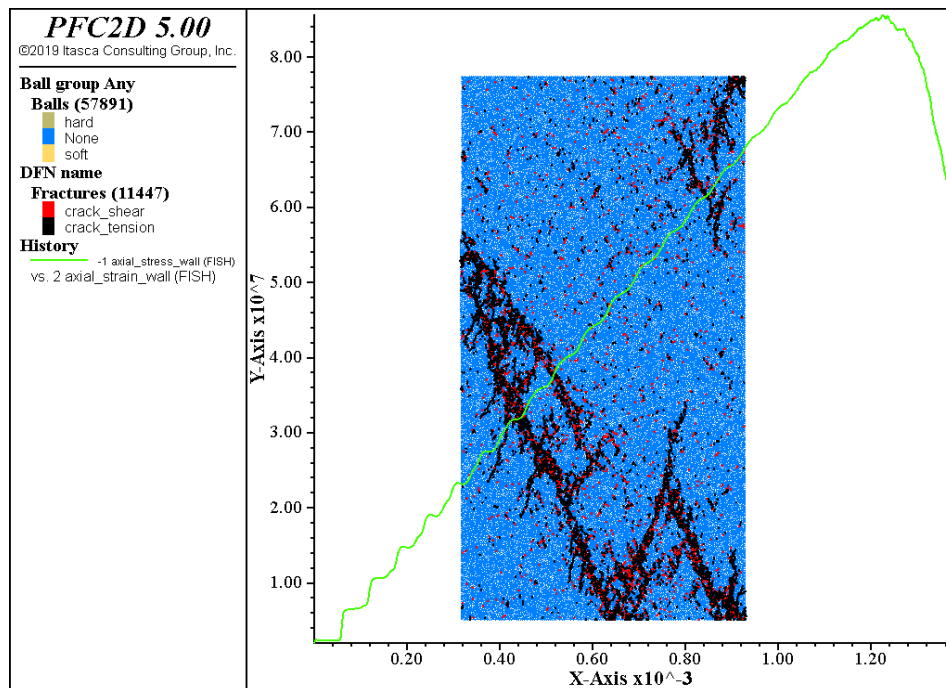 PFC2D 5.00
©2019 Itasca Consulting Group, Inc.
Ball group Any
Balls (57891)
hard
None
soft
DFN name
Fractures (11447)
crack_shear
crack_tension
History
-1 axial_stress_wall (FISH)
vs. 2 axial_strain_wall (FISH)
Y-Axis x10^7
8.00
7.00
6.00
5.00
4.00
3.00
2.00
1.00
0.20 0.40 0.60 0.80 1.00 1.20
X-Axis x10^-3